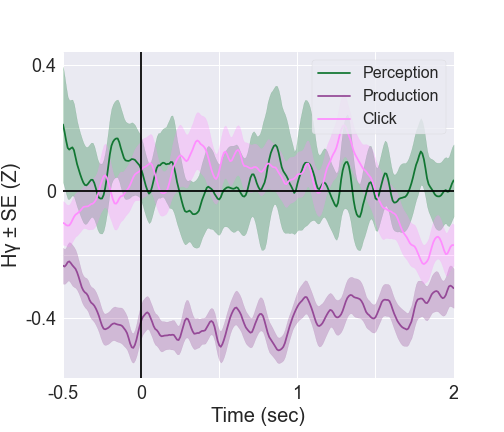 0.4
0
-0.4
Hγ ± SE (Z)
Perception
Production
Click
-0.5
0
1
2
Time (sec)